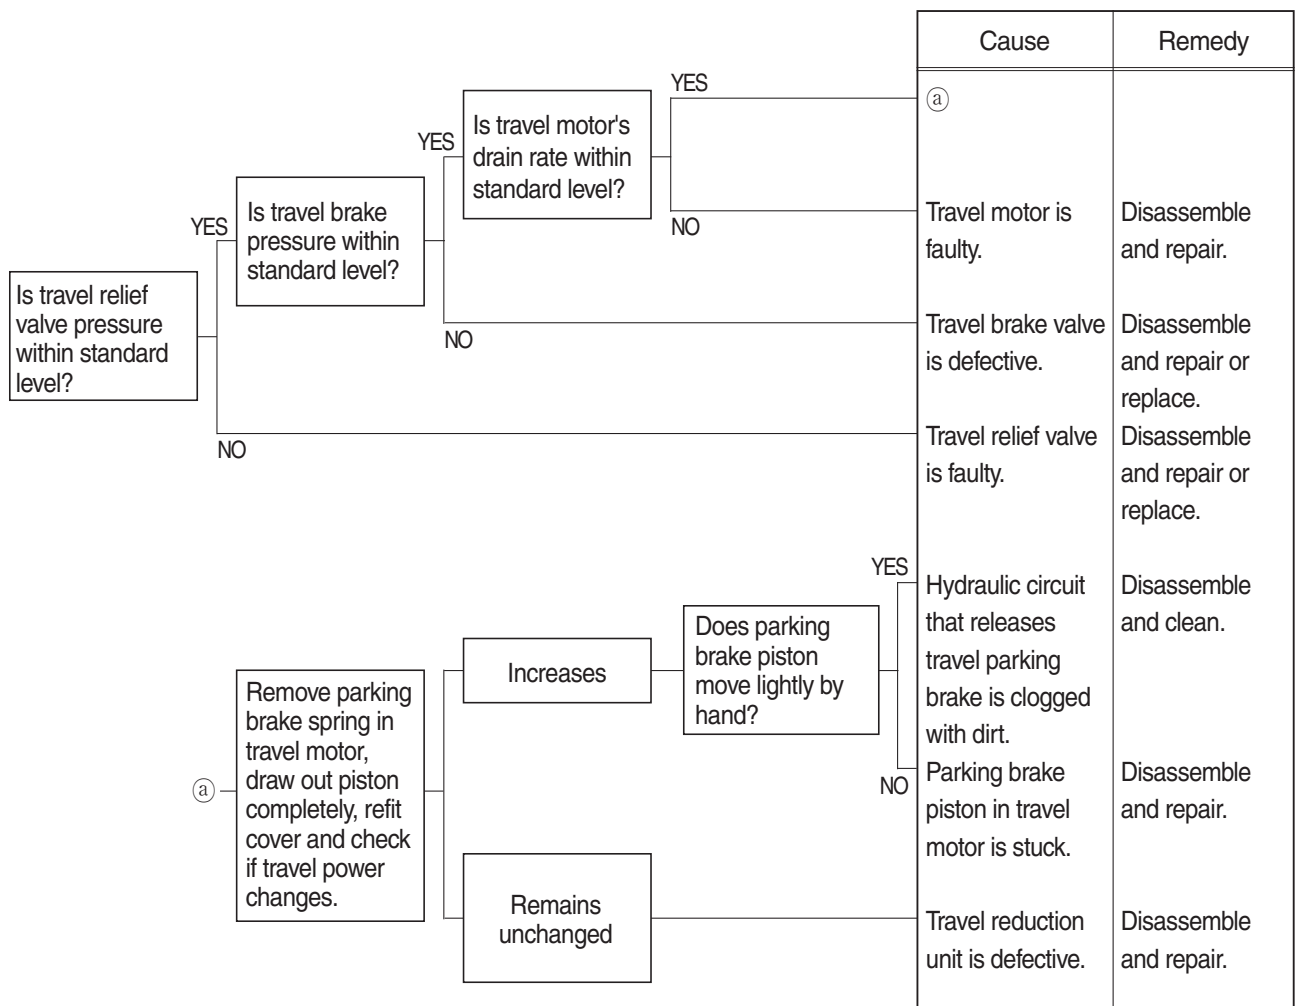 Cause
Remedy
YES
ⓐ
Is travel motor's
drain rate within
standard level?
YES
Is travel brake
pressure within
standard level?
YES
NO
Travel motor is
faulty.
Disassemble
and repair.
Is travel relief
valve pressure
within standard
level?
NO
Travel brake valve
is defective.
Disassemble
and repair or
replace.
NO
Travel relief valve
is faulty.
Disassemble
and repair or
replace.
YES
Hydraulic circuit
that releases
travel parking
brake is clogged
with dirt.
Disassemble
and clean.
Does parking
brake piston
move lightly by
hand?
Increases
Remove parking
brake spring in
travel motor,
draw out piston
completely, refit
cover and check
if travel power
changes.
ⓐ
NO
Parking brake
piston in travel
motor is stuck.
Disassemble
and repair.
Remains
unchanged
Travel reduction
unit is defective.
Disassemble
and repair.